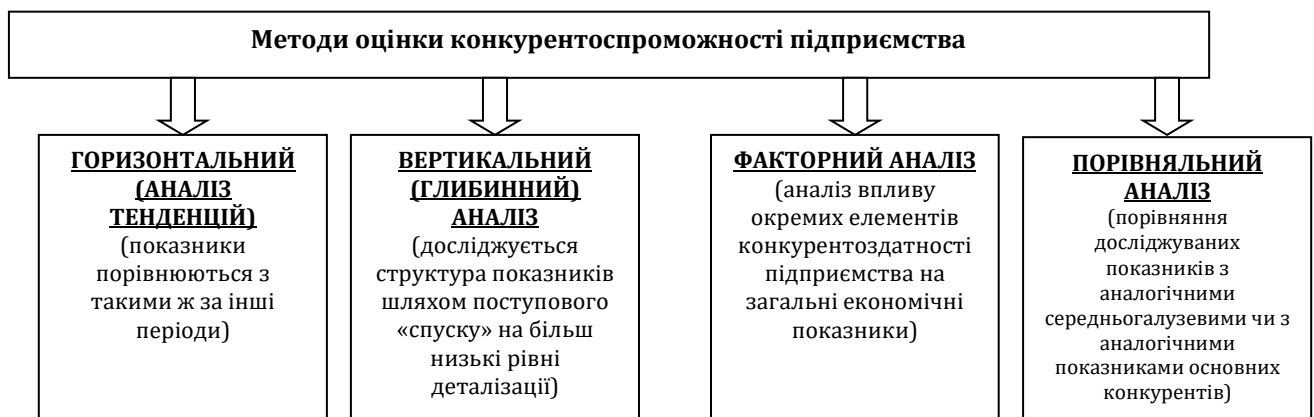 Методи оцінки конкурентоспроможності підприємства
ГОРИЗОНТАЛЬНИЙ
(АНАЛІЗ
ТЕНДЕНЦІЙ)
(показники
порівнюються з
такими ж за інші
періоди)
ВЕРТИКАЛЬНИЙ
(ГЛИБИННИЙ)
АНАЛІЗ
(досліджується
структура показників
шляхом поступового
«спуску» на більш
низькі рівні
деталізації)
ФАКТОРНИЙ АНАЛІЗ
(аналіз впливу
окремих елементів
конкурентоздатності
підприємства на
загальні економічні
показники)
ПОРІВНЯЛЬНИЙ
АНАЛІЗ
(порівняння
досліджуваних
показників з
аналогічними
середньогалузевими чи з
аналогічними
показниками основних
конкурентів)